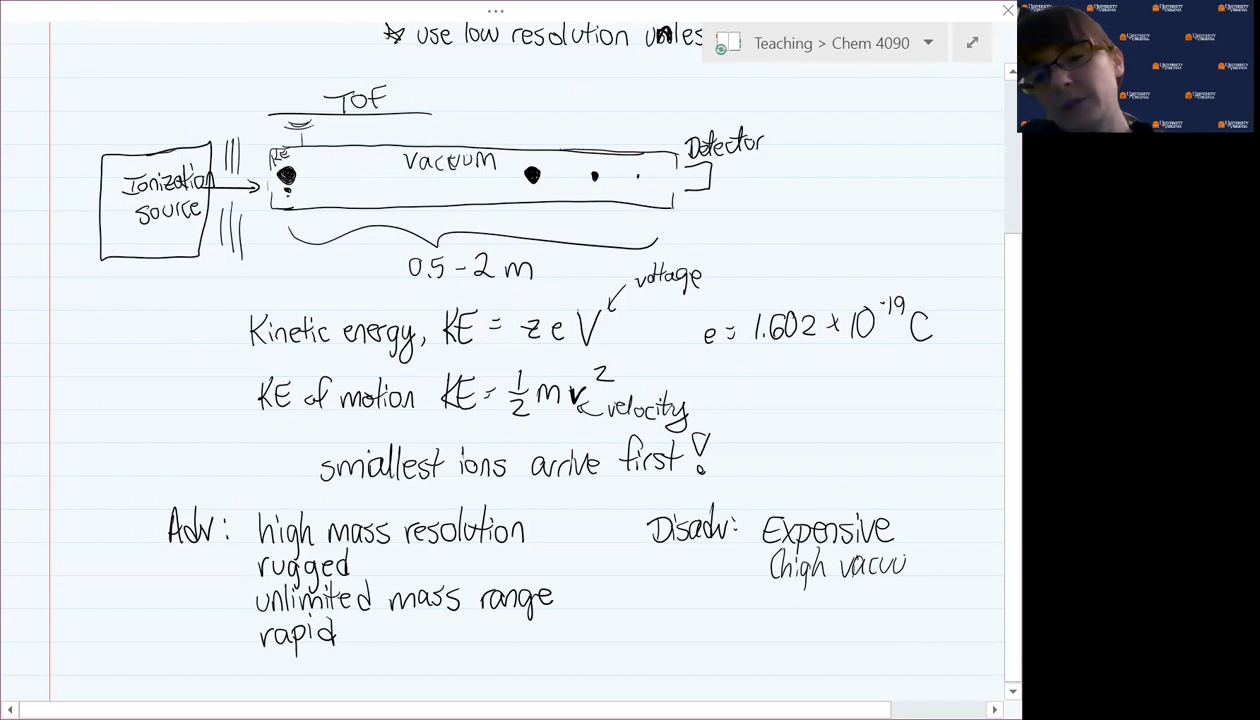 ...
* use low resolution unles
Teaching > Chem 4090
TOF
KE
vacuum
Detector
Ionization
source
0.5 - 2 m
voltage
Kinetic energy, KE = z e V
e = 1.602 x 10^-19 C
KE of motion KE = 1/2 m v^2
velocity
smallest ions arrive first!
Adv: high mass resolution
rugged
unlimited mass range
rapid
Disadv: Expensive
(high vacuu